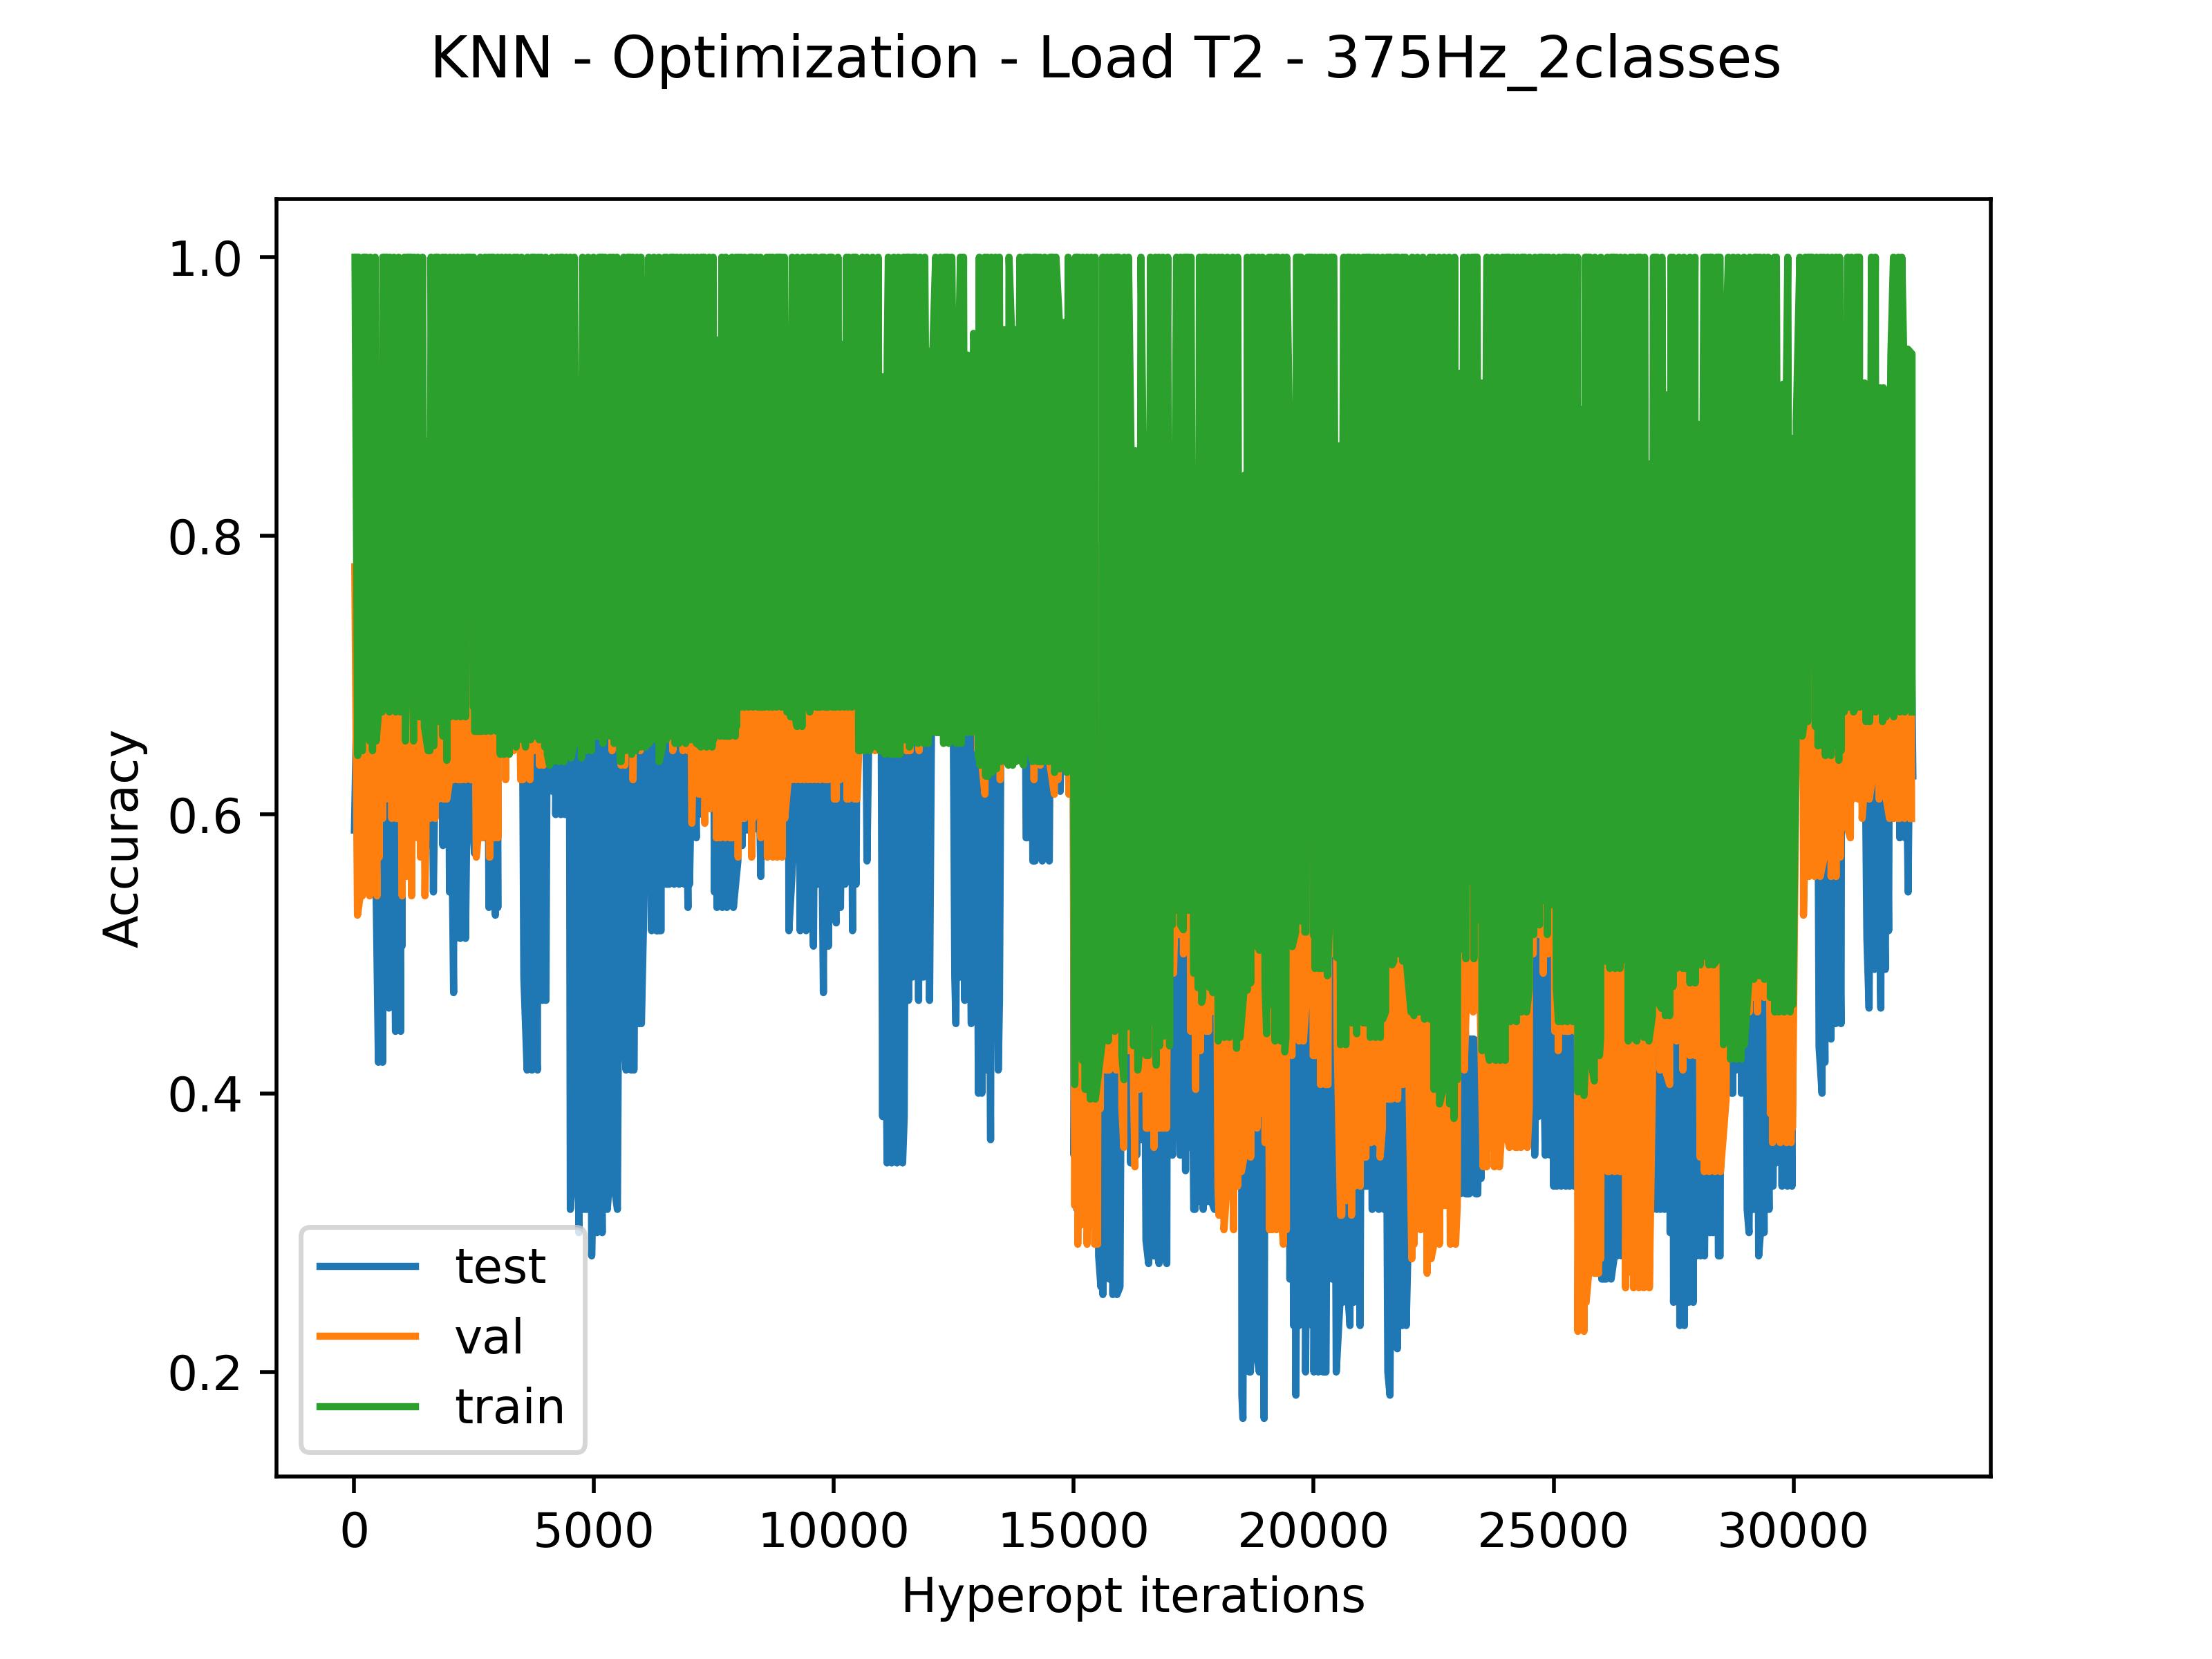 KNN - Optimization - Load T2 - 375Hz_2classes
1.0
0.8
0.6
0.4
0.2
Accuracy
test
val
train
0 5000 10000 15000 20000 25000 30000
Hyperopt iterations